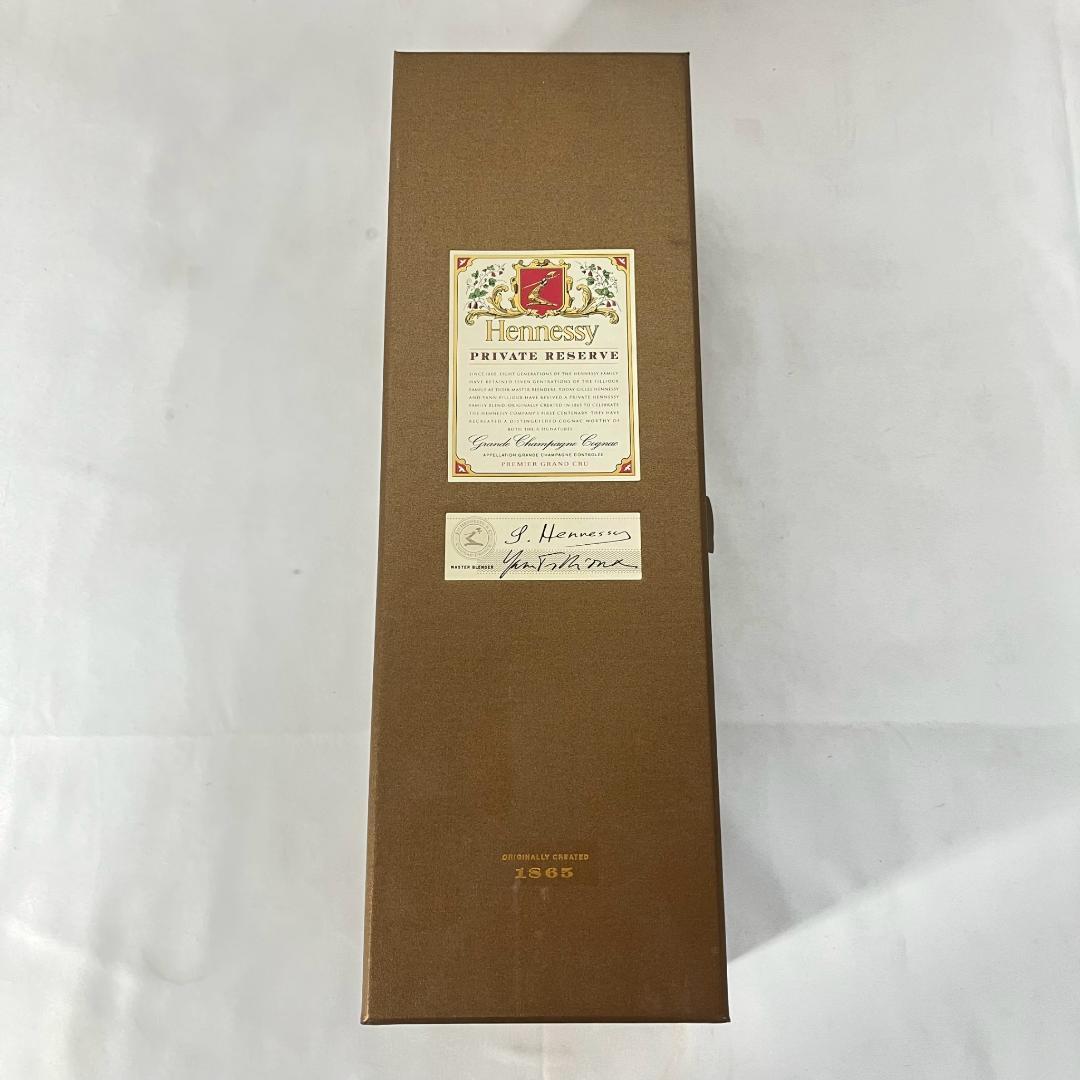 Hennessy
PRIVATE RESERVE
SINCE 1800, EIGHT GENERATIONS OF THE HENNESSY FAMILY
HAVE RETAINED SEVEN GENERATIONS OF THE FILLIOUX
FAMILY AS THEIR MASTER BLENDERS. TODAY GILLES HENNESSY
AND YANN FILLIOUX HAVE REVIVED A PRIVATE HENNESSY
FAMILY BLEND. ORIGINALLY CREATED IN 1865 TO CELEBRATE
THE HENNESSY COMPANY'S FIRST CENTENARY. THEY HAVE
RECREATED A DISTINGUISHED COGNAC WORTHY OF
BOTH THEIR SIGNATURES
Grande Champagne Cognac
APPELLATION GRANDE CHAMPAGNE CONTROLEE
PREMIER GRAND CRU
Hennessy
MASTER BLENDER
ORIGINALLY CREATED
1865